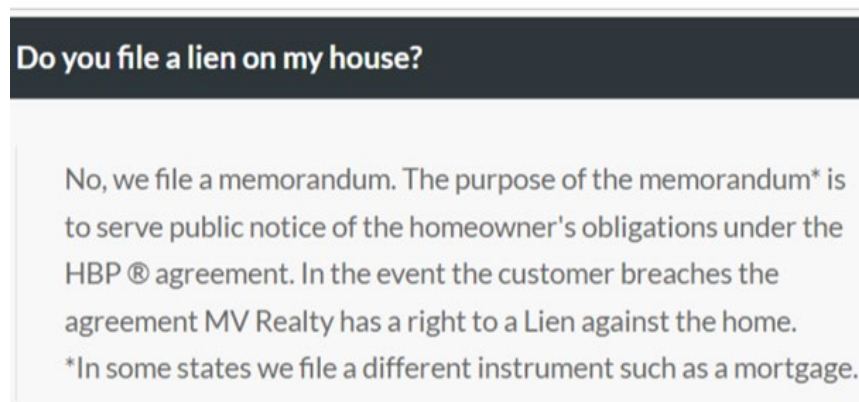 Do you file a lien on my house?
No, we file a memorandum. The purpose of the memorandum* is
to serve public notice of the homeowner's obligations under the
HBP ® agreement. In the event the customer breaches the
agreement MV Realty has a right to a Lien against the home.
*In some states we file a different instrument such as a mortgage.